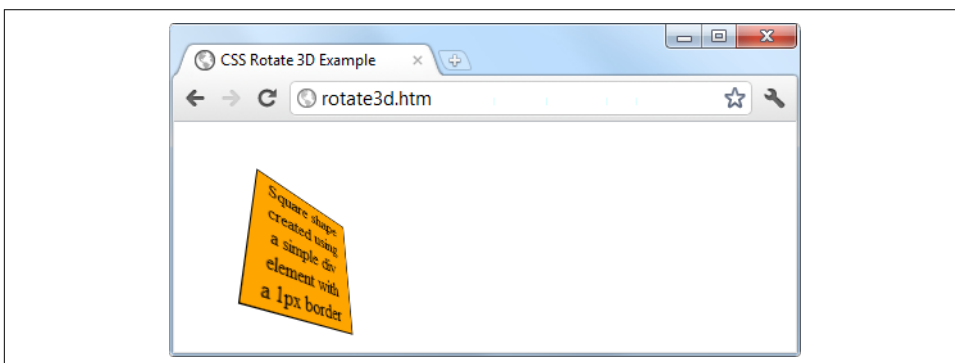 CSS Rotate 3D Example
rotate3d.htm
Square shape
created using
a simple div
element with
a 1px border